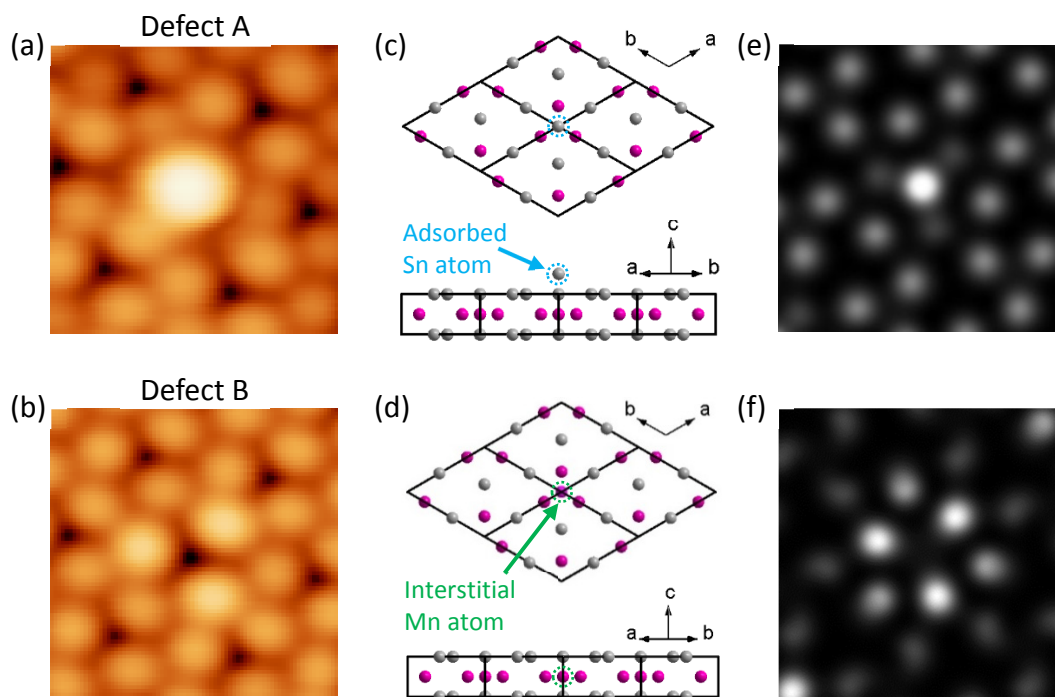 Defect A
(a)
(c)
b
a
(e)
Adsorbed
Sn atom
c
a
b
Defect B
(b)
(d)
b
a
(f)
Interstitial
Mn atom
c
a
b